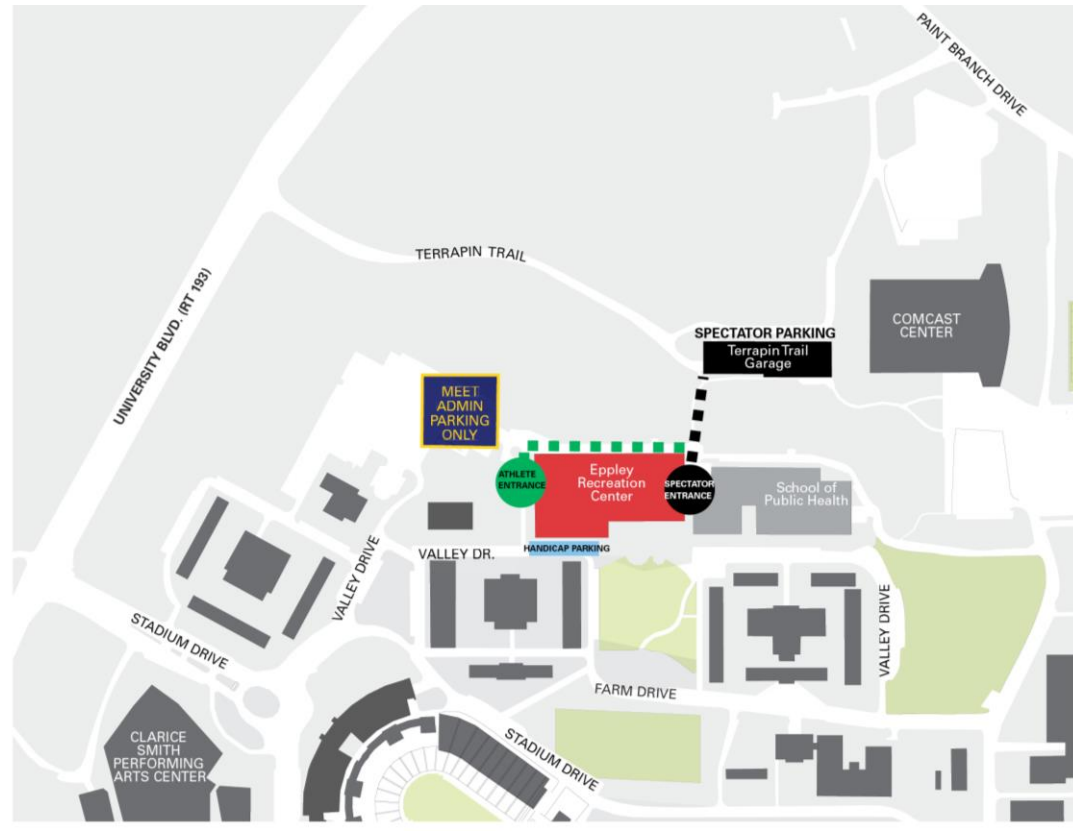 PAINT BRANCH DRIVE
TERRAPIN TRAIL
UNIVERSITY BLVD. (RT 193)
COMCAST
CENTER
SPECTATOR PARKING
Terrapin Trail
Garage
MEET
ADMIN
PARKING
ONLY
ATHLETE
ENTRANCE
Eppley
Recreation
Center
SPECTATOR
ENTRANCE
School of
Public Health
HANDICAP PARKING
VALLEY DR.
VALLEY DRIVE
VALLEY DRIVE
STADIUM DRIVE
FARM DRIVE
STADIUM DRIVE
CLARICE
SMITH
PERFORMING
ARTS CENTER